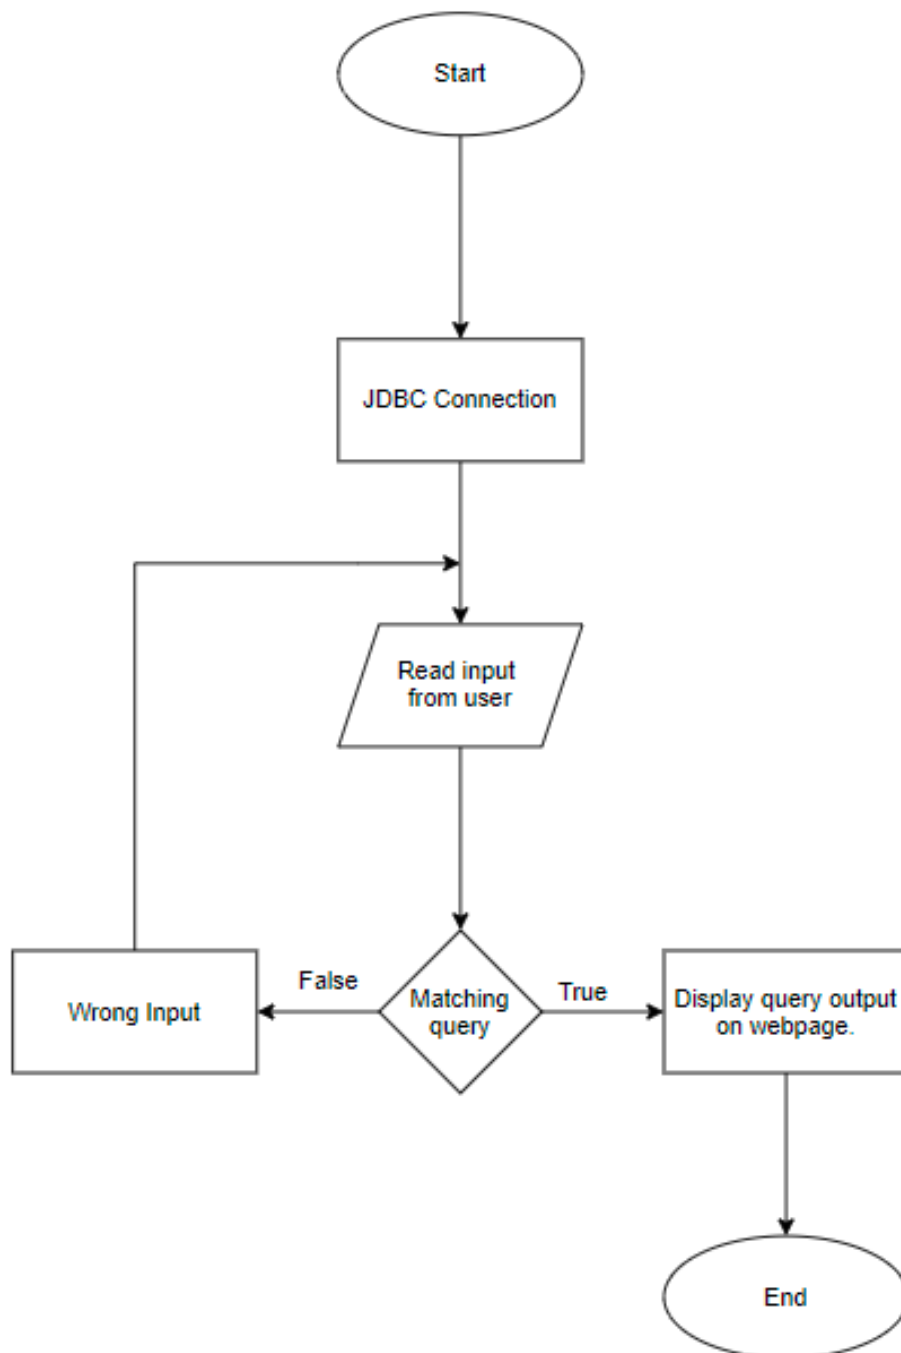 Start
JDBC Connection
Read input
from user
False
Matching
query
True
Wrong Input
Display query output
on webpage.
End